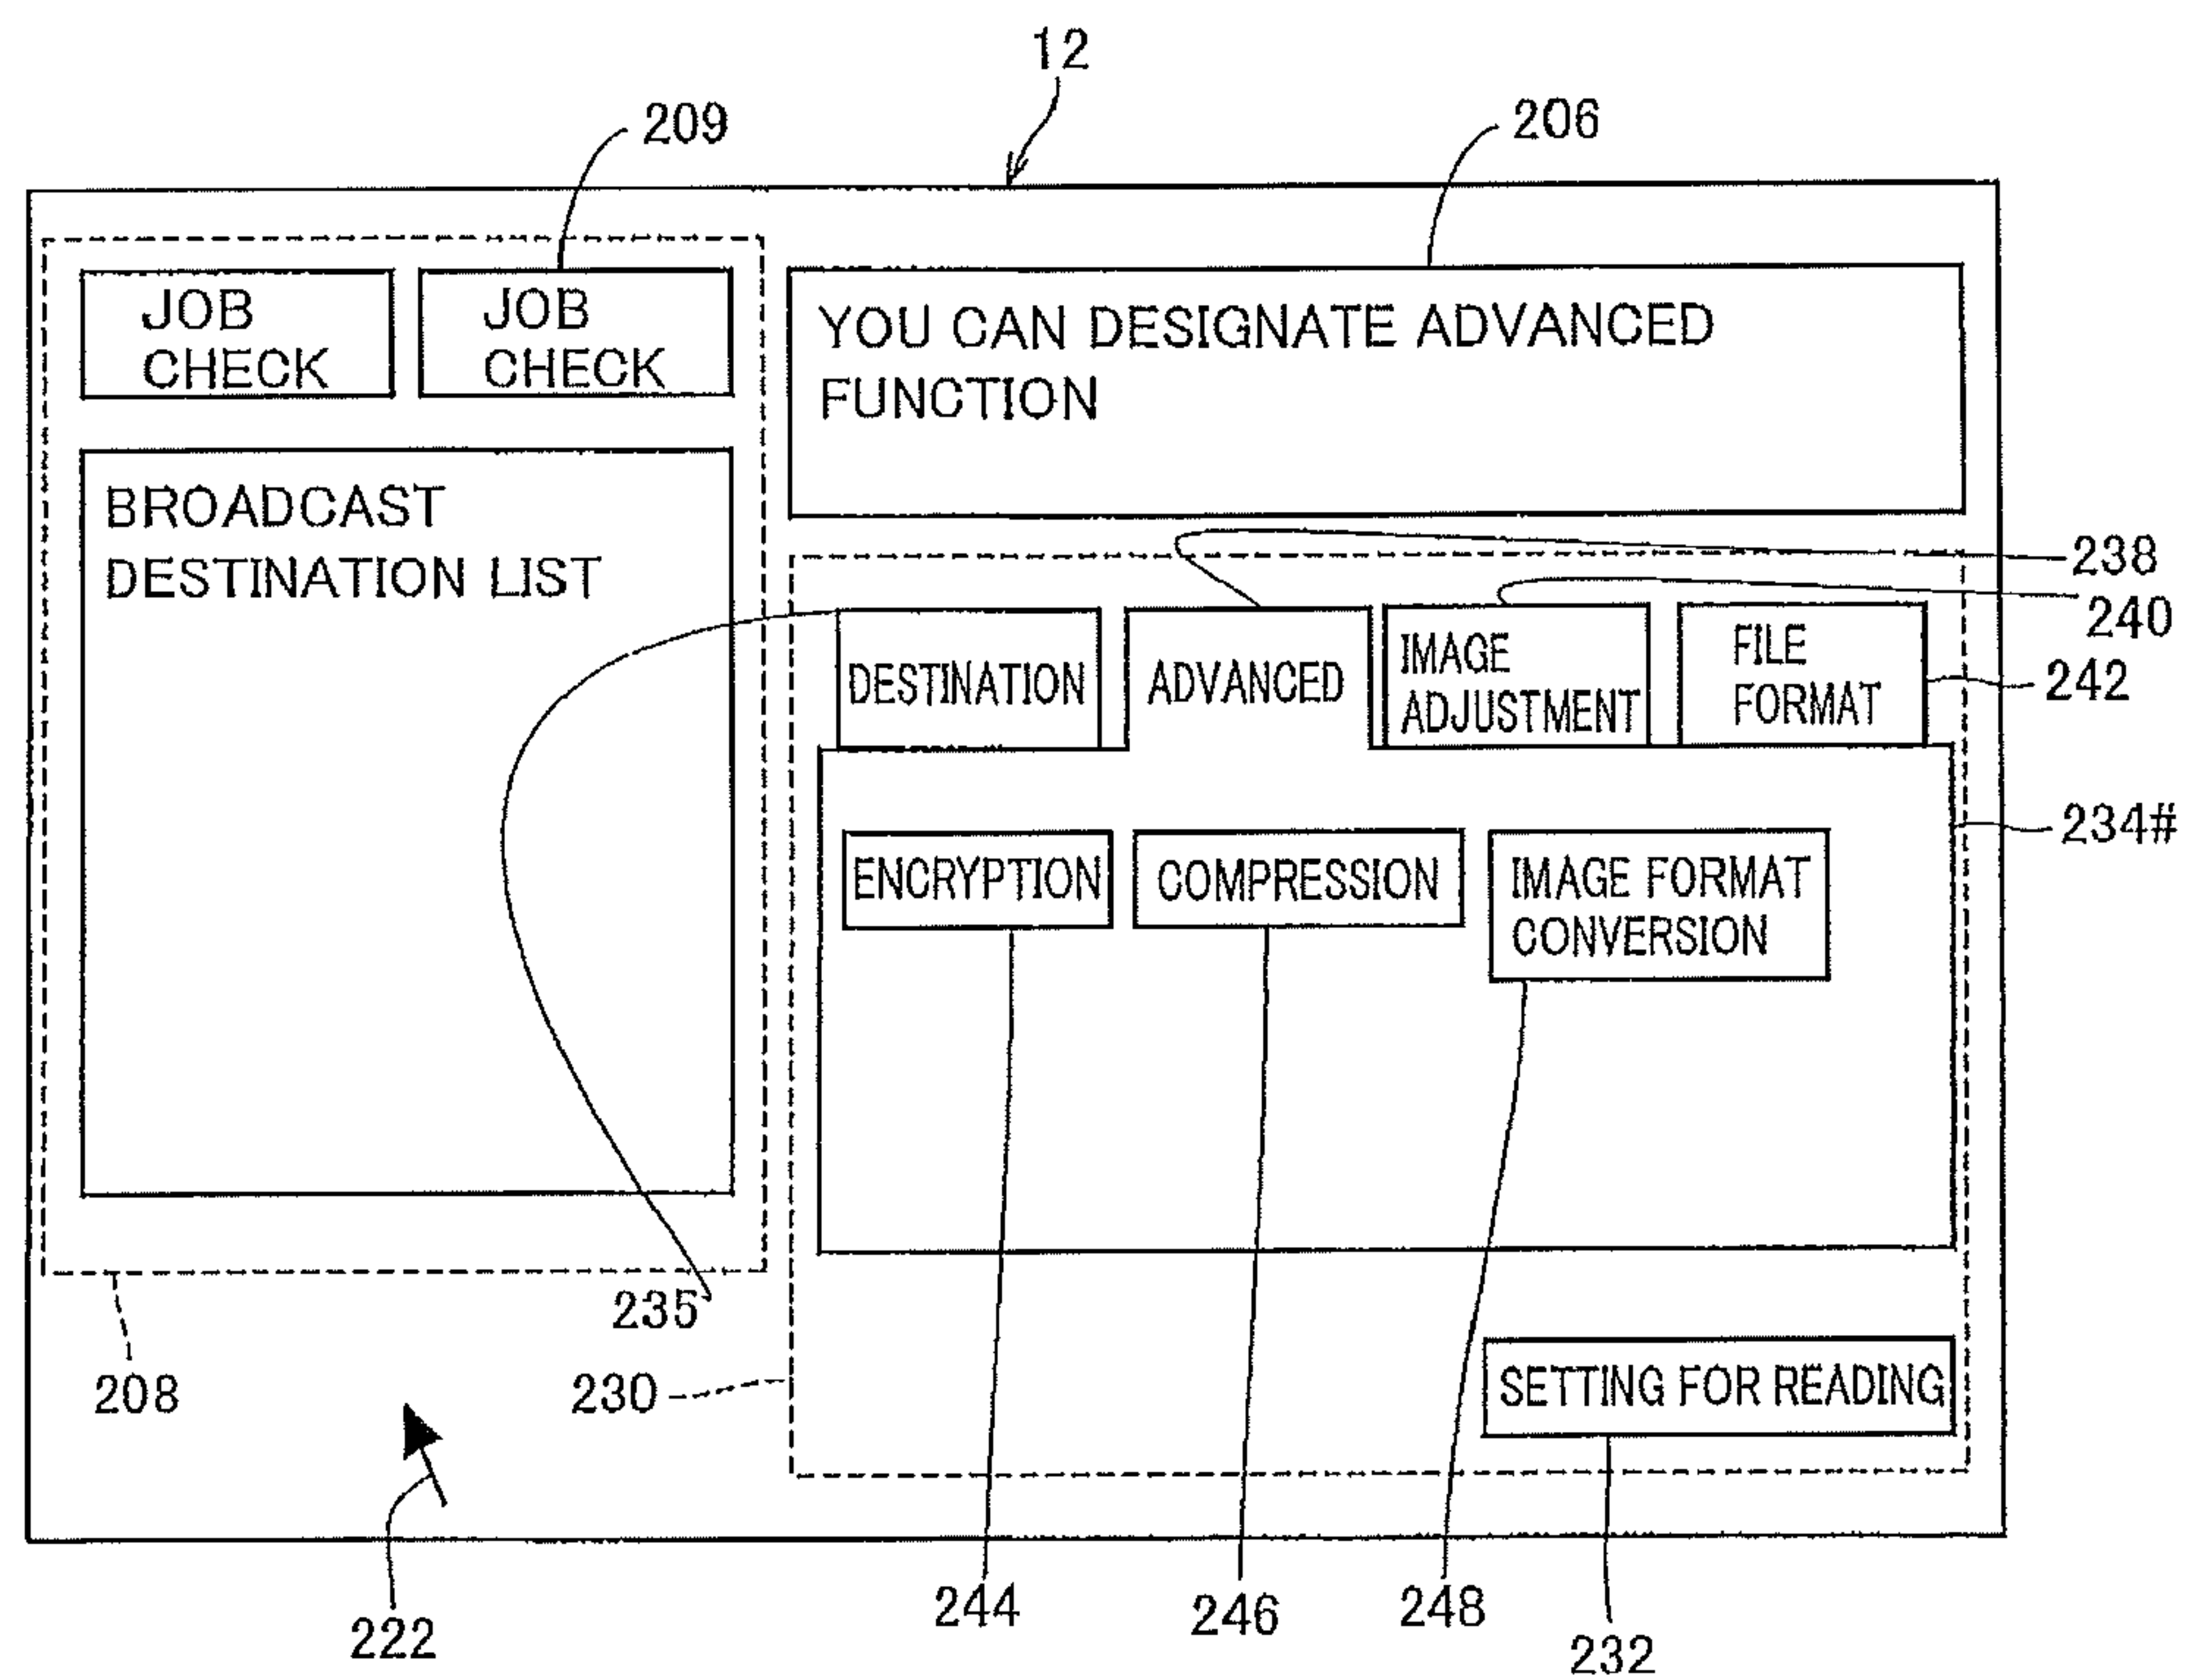 12
209
206
JOB
CHECK
JOB
CHECK
YOU CAN DESIGNATE ADVANCED
FUNCTION
BROADCAST
DESTINATION LIST
238
240
242
DESTINATION
ADVANCED
IMAGE
ADJUSTMENT
FILE
FORMAT
234#
ENCRYPTION
COMPRESSION
IMAGE FORMAT
CONVERSION
235
208
230
SETTING FOR READING
222
244
246
248
232